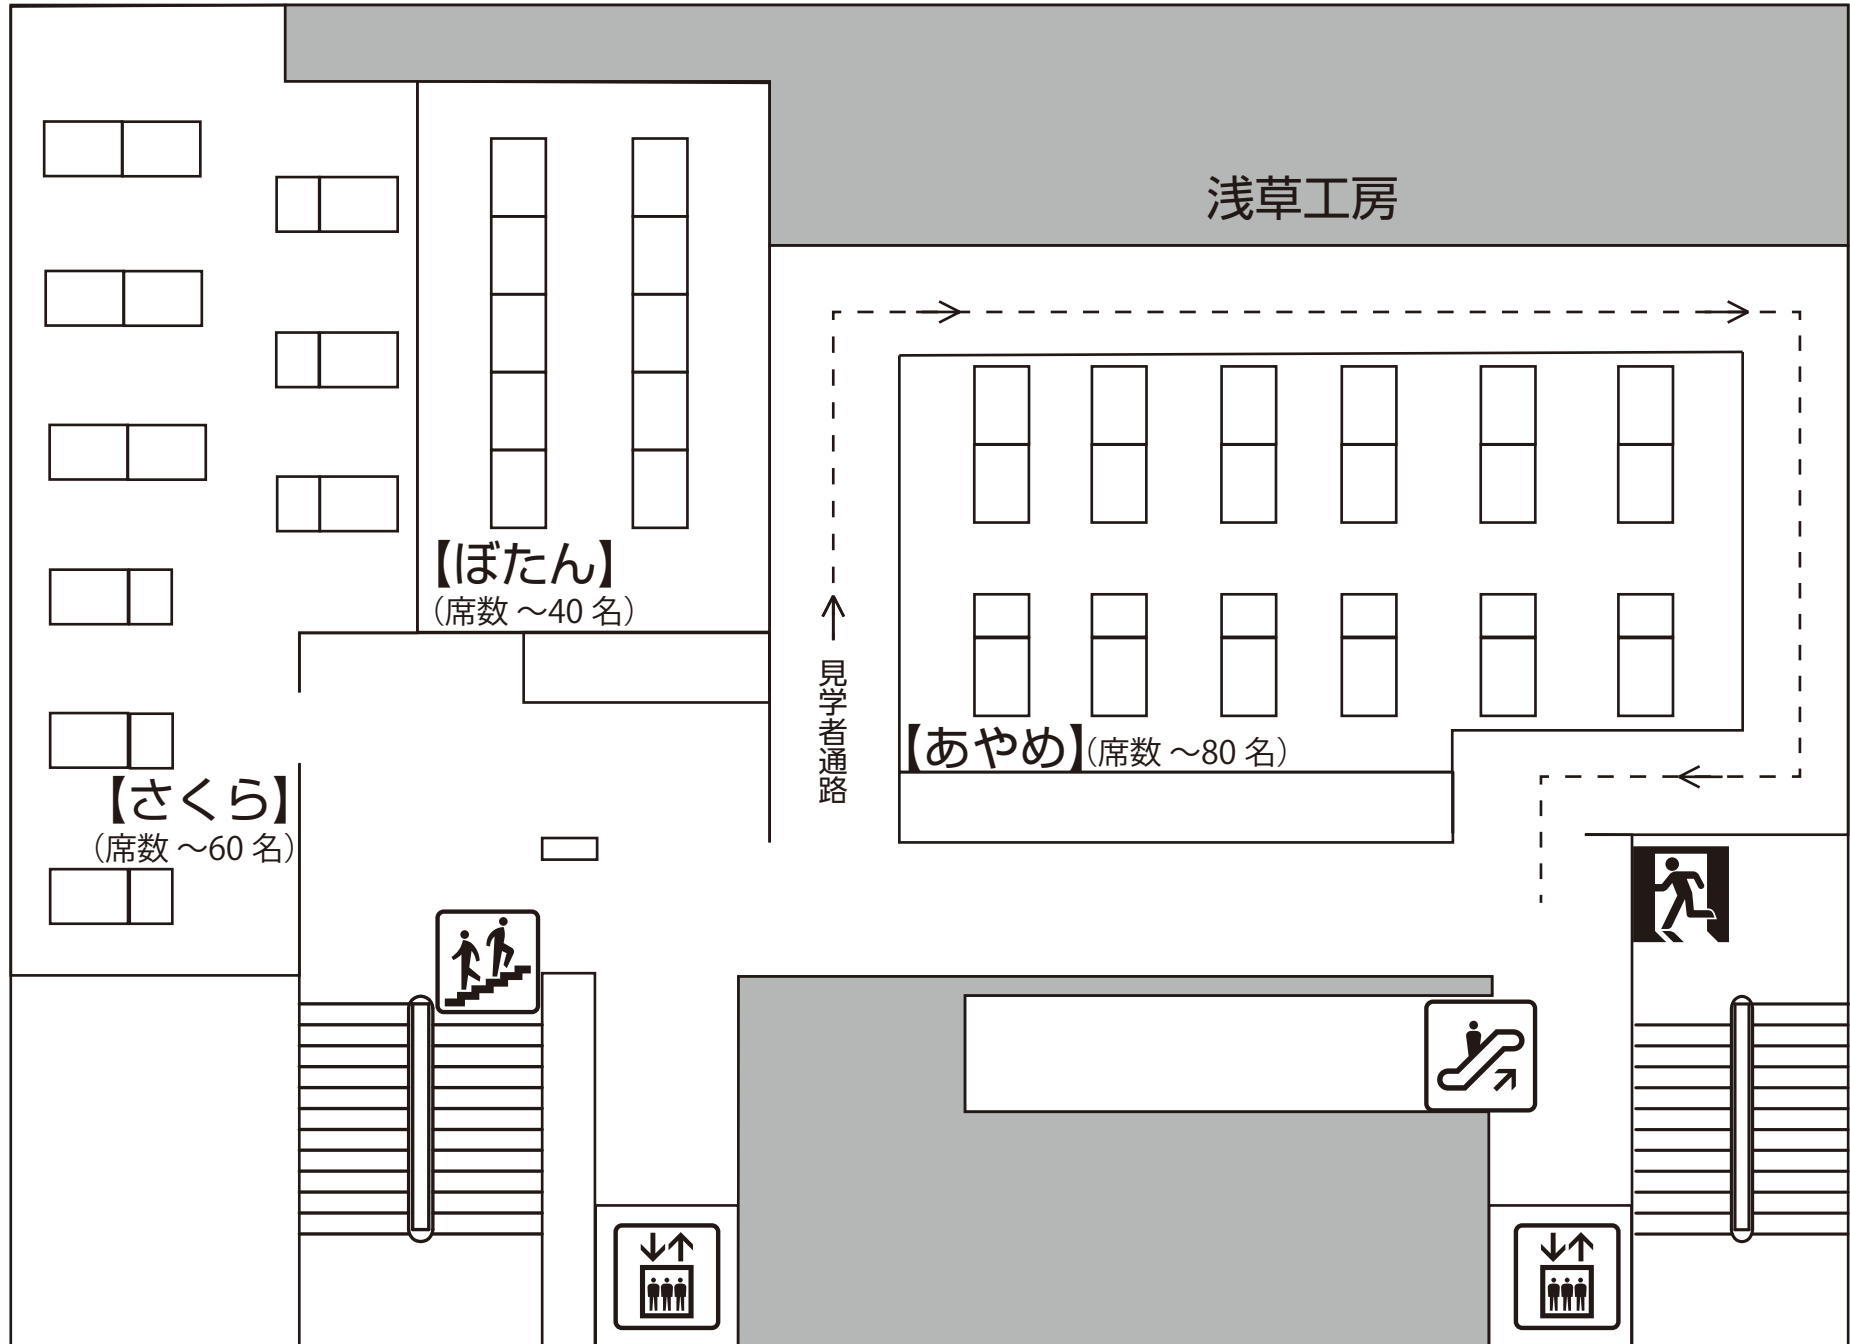 浅草工房
【ぼたん】
（席数 ～40 名）
見学者通路
【あやめ】（席数 ～80 名）
【さくら】
（席数 ～60 名）